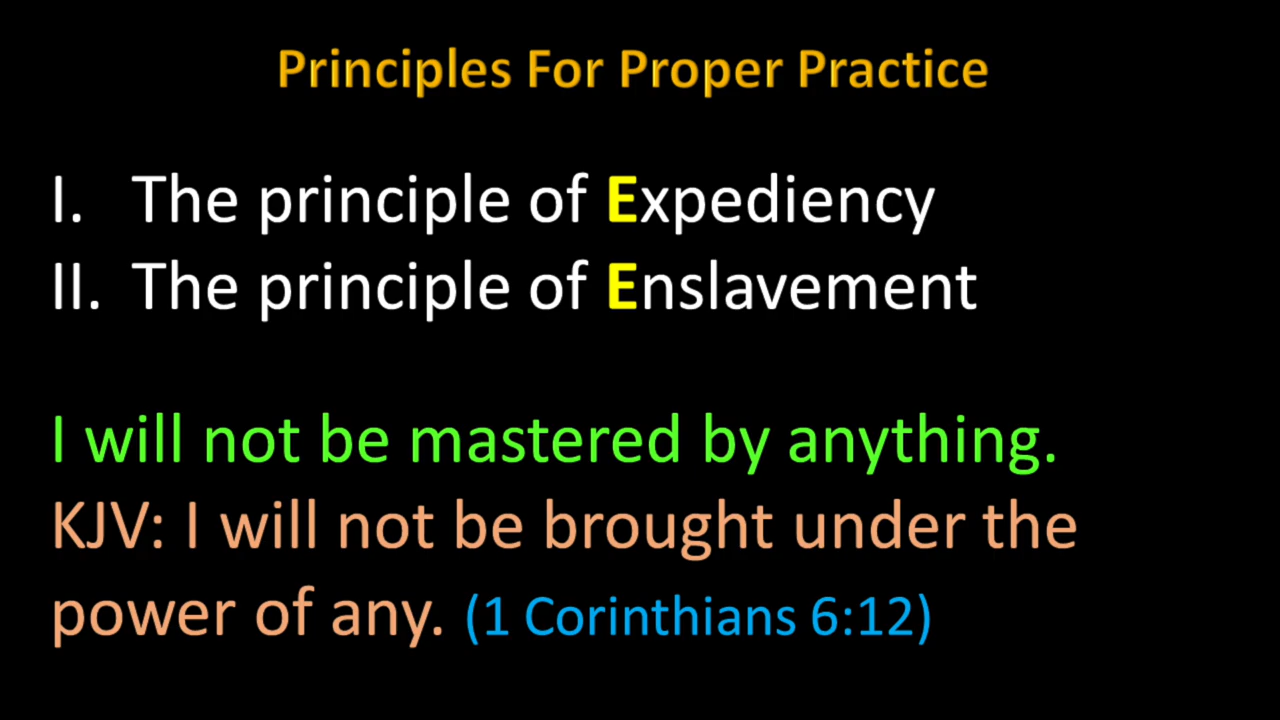 Principles For Proper Practice
I. The principle of Expediency
II. The principle of Enslavement
I will not be mastered by anything.
KJV: I will not be brought under the
power of any. (1 Corinthians 6:12)